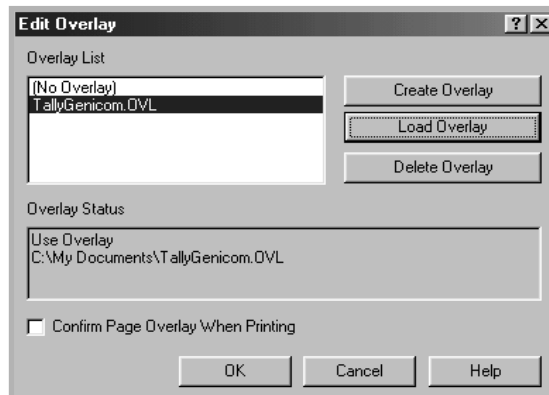 Edit Overlay
Overlay List
(No Overlay)
TallyGenicom.OVL
Create Overlay
Load Overlay
Delete Overlay
Overlay Status
Use Overlay
C:\My Documents\TallyGenicom.OVL
Confirm Page Overlay When Printing
OK
Cancel
Help